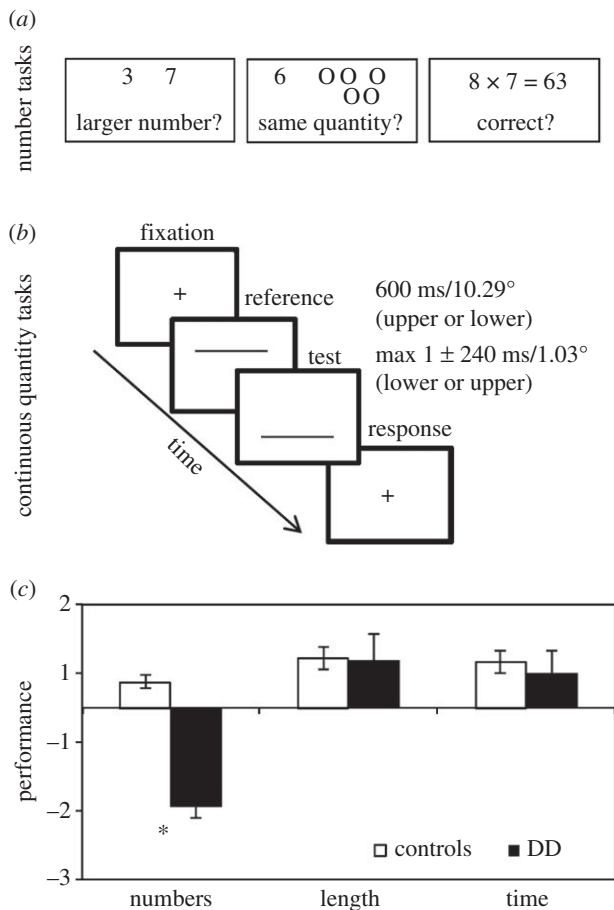 (a)
number tasks
3 7
larger number?
6 OO O
OO
same quantity?
8 × 7 = 63
correct?
(b)
continuous quantity tasks
fixation
+
reference
600 ms/10.29°
(upper or lower)
test
max 1 ± 240 ms/1.03°
(lower or upper)
response
+
time
(c)
performance
2
1
–1
–2
–3
*
controls DD
numbers length time